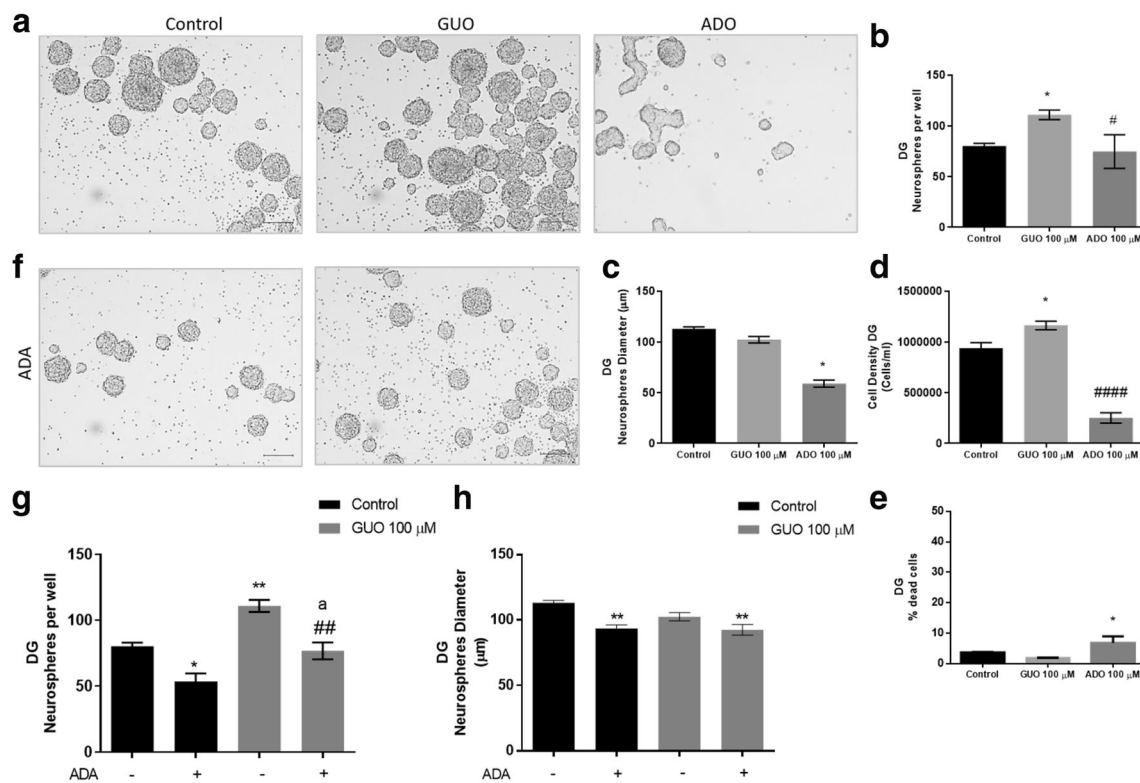 a
Control
GUO
ADO
b
DG
Neurospheres per well
150
100
50
0
*
#
Control
GUO 100 μM
ADO 100 μM
f
ADA
c
DG
Neurospheres Diameter (μm)
150
100
50
0
*
Control
GUO 100 μM
ADO 100 μM
d
Cell Density DG
(Cells/ml)
1500000
1000000
500000
0
*
####
Control
GUO 100 μM
ADO 100 μM
g
Control
GUO 100 μM
DG
Neurospheres per well
150
100
50
0
*
**
a
##
ADA
-
+
-
+
h
Control
GUO 100 μM
DG
Neurospheres Diameter
(μm)
150
100
50
0
**
**
ADA
-
+
-
+
e
DG
% dead cells
50
40
30
20
10
0
*
Control
GUO 100 μM
ADO 100 μM